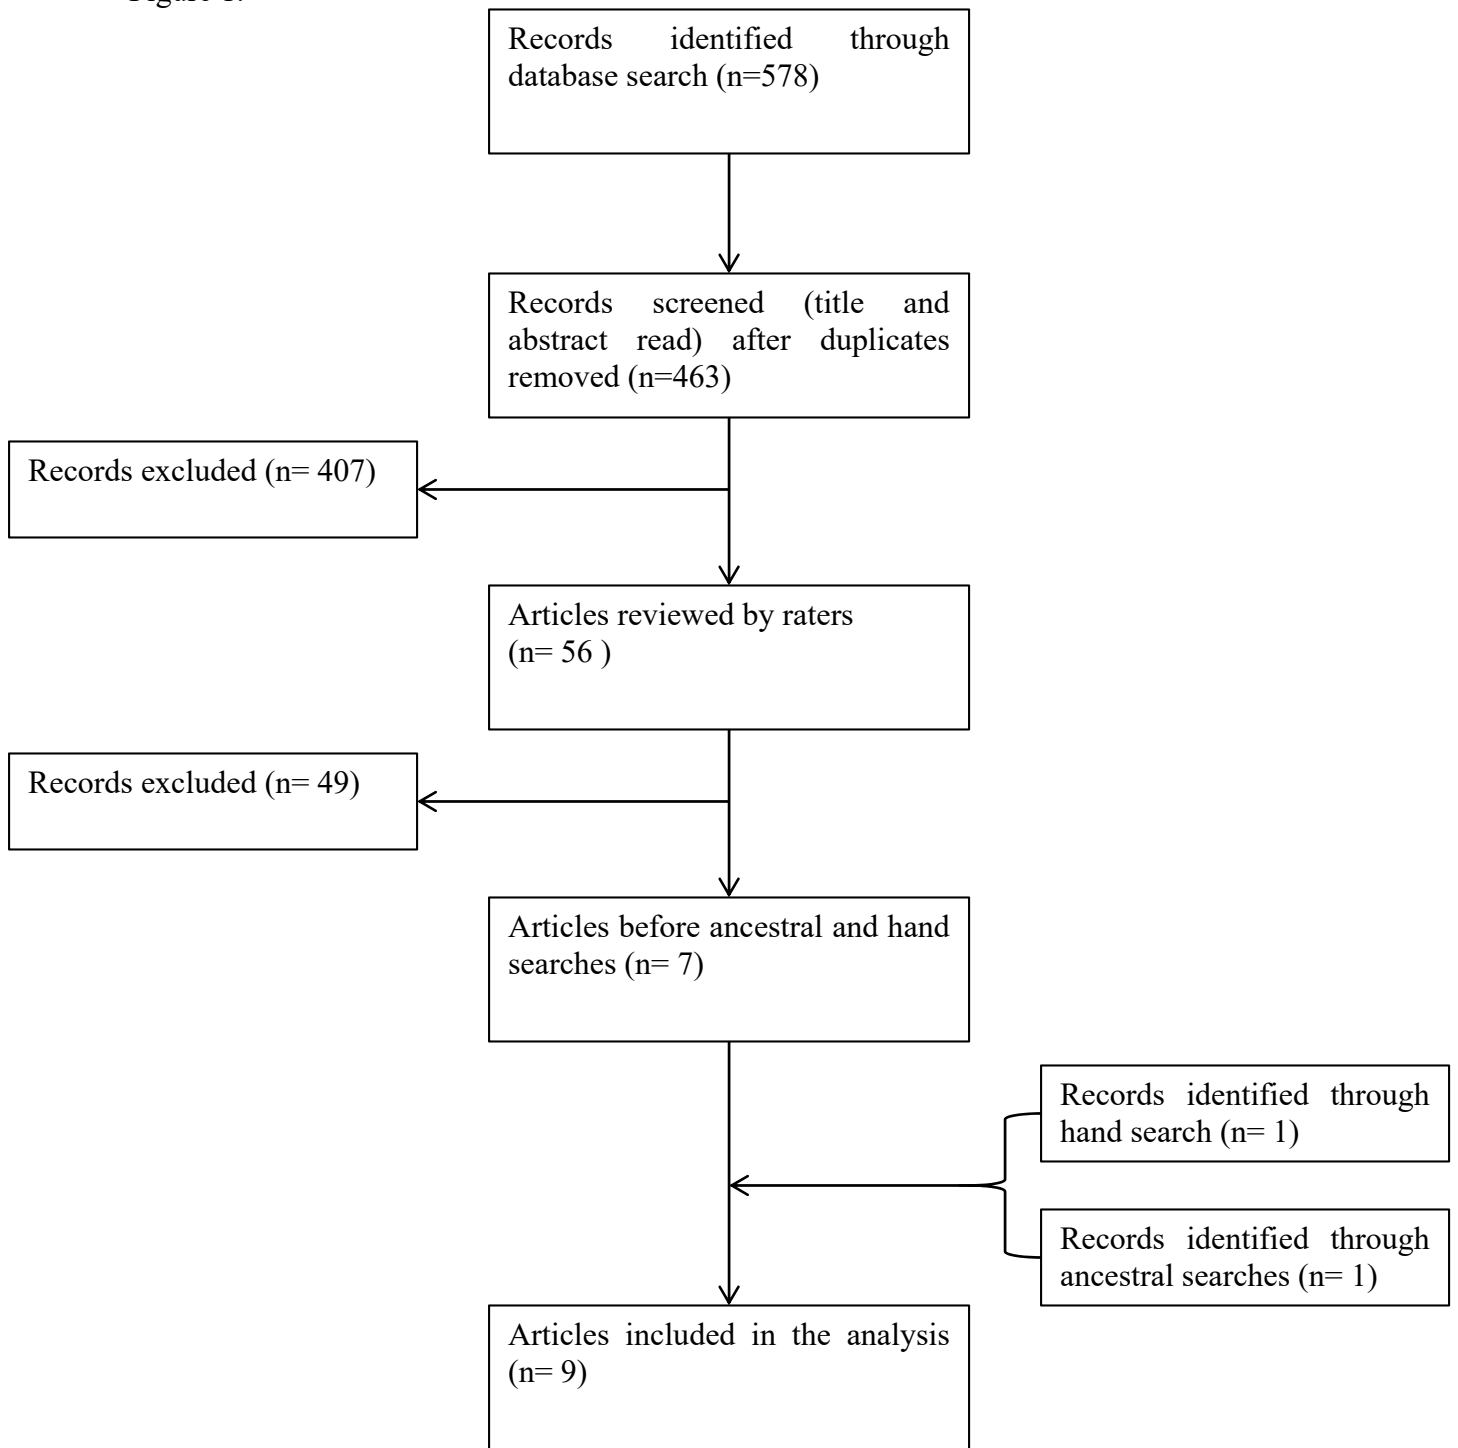 Records identified through
database search (n=578)
Records screened (title and
abstract read) after duplicates
removed (n=463)
Records excluded (n= 407)
Articles reviewed by raters
(n= 56 )
Records excluded (n= 49)
Articles before ancestral and hand
searches (n= 7)
Records identified through
hand search (n= 1)
Records identified through
ancestral searches (n= 1)
Articles included in the analysis
(n= 9)